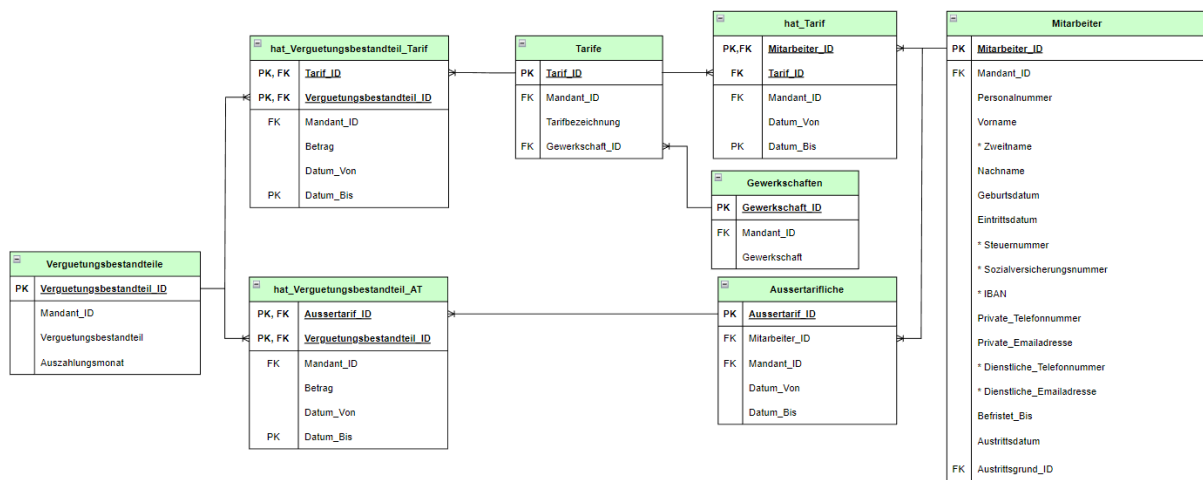 hat_Verguetungsbestandteil_Tarif
PK, FK Tarif_ID
PK, FK Verguetungsbestandteil_ID
FK Mandant_ID
Betrag
Datum_Von
PK Datum_Bis
Tarife
PK Tarif_ID
FK Mandant_ID
Tarifbezeichnung
FK Gewerkschaft_ID
hat_Tarif
PK,FK Mitarbeiter_ID
FK Tarif_ID
FK Mandant_ID
Datum_Von
PK Datum_Bis
Mitarbeiter
PK Mitarbeiter_ID
FK Mandant_ID
Personalnummer
Vorname
* Zweitname
Nachname
Geburtsdatum
Eintrittsdatum
* Steuernummer
* Sozialversicherungsnummer
* IBAN
Private_Telefonnummer
Private_Emailadresse
* Dienstliche_Telefonnummer
* Dienstliche_Emailadresse
Befristet_Bis
Austrittsdatum
FK Austrittsgrund_ID
Gewerkschaften
PK Gewerkschaft_ID
FK Mandant_ID
Gewerkschaft
Verguetungsbestandteile
PK Verguetungsbestandteil_ID
Mandant_ID
Verguetungsbestandteil
Auszahlungsmonat
hat_Verguetungsbestandteil_AT
PK, FK Aussertarif_ID
PK, FK Verguetungsbestandteil_ID
FK Mandant_ID
Betrag
Datum_Von
PK Datum_Bis
Aussertarifliche
PK Aussertarif_ID
FK Mitarbeiter_ID
FK Mandant_ID
Datum_Von
Datum_Bis